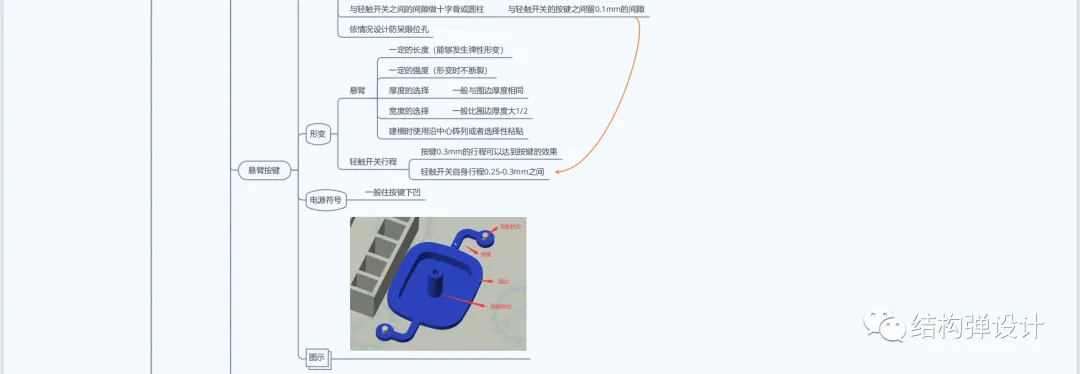 与轻触开关之间的间隙做十字骨或圆柱
与轻触开关的按键之间留0.1mm的间隙
依情况设计防呆限位孔
一定的长度（能够发生弹性形变）
一定的强度（形变时不断裂）
悬臂
厚度的选择
一般与围边厚度相同
宽度的选择
一般比围边厚度大1/2
建模时使用沿中心阵列或者选择性粘贴
形变
按键0.3mm的行程可以达到按键的效果
轻触开关行程
轻触开关自身行程0.25-0.3mm之间
悬臂按键
电源符号
一般往按键下凹
围边
结构弹设计
图示